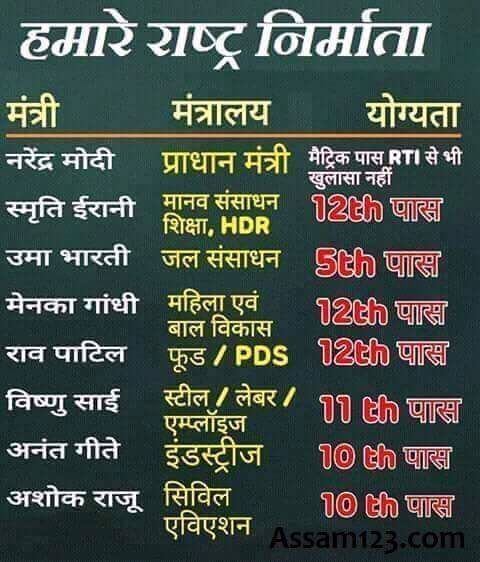 हमारे राष्ट्र निर्माता
मंत्री मंत्रालय योग्यता
नरेंद्र मोदी प्राधान मंत्री मैट्रिक पास RTI से भी
खुलासा नहीं
स्मृति ईरानी मानव संसाधन
शिक्षा, HDR 12th पास
उमा भारती जल संसाधन 5th पास
मेनका गांधी महिला एवं
बाल विकास 12th पास
राव पाटिल फूड / PDS 12th पास
विष्णु साई स्टील / लेबर /
एम्प्लॉइज 11 th पास
अनंत गीते इंडस्ट्रीज 10 th पास
अशोक राजू सिविल
एविएशन 10 th पास
Assam123.com